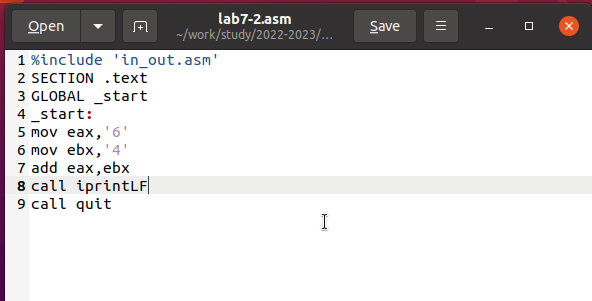 Open
lab7-2.asm
~/work/study/2022-2023/...
Save
1 %include 'in_out.asm'
2 SECTION .text
3 GLOBAL _start
4 _start:
5 mov eax,'6'
6 mov ebx,'4'
7 add eax,ebx
8 call iprintLF
9 call quit